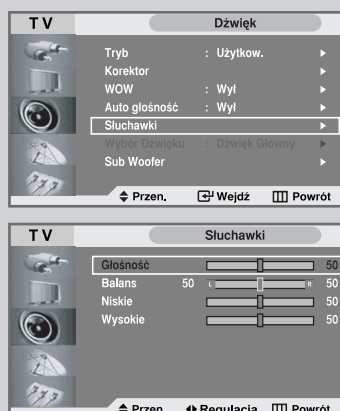 TV Dźwięk
Tryb : Użytkow.
Korektor
WOW : Wył
Auto głośność : Wył
Słuchawki
Wybór Dźwięku : Dźwięk Główny
Sub Woofer
Przen. Wejdź Powrót
TV Słuchawki
Głośność 50
Balans 50 L R 50
Niskie 50
Wysokie 50
Przen. Regulacja Powrót